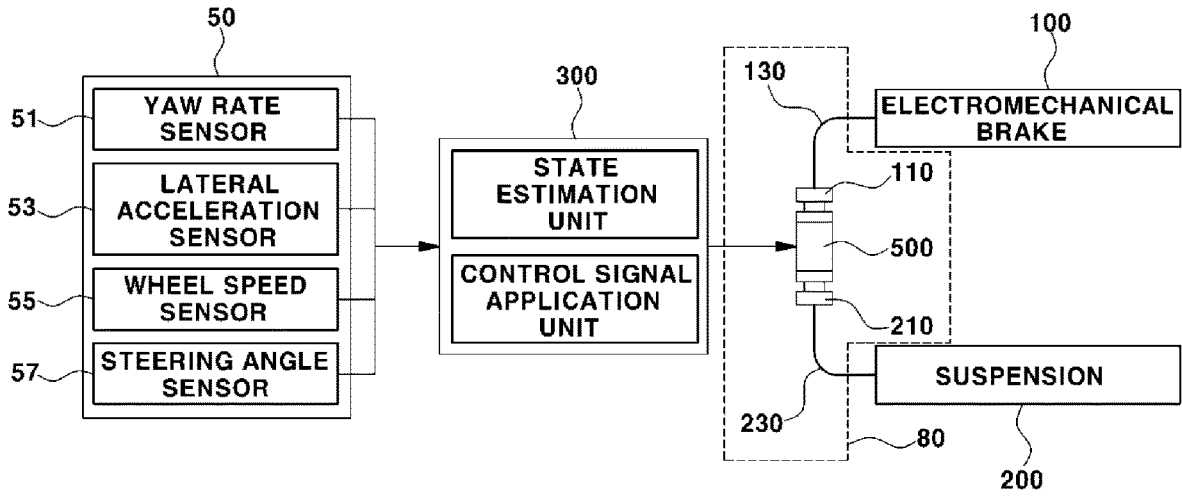 50
51
YAW RATE
SENSOR
53
LATERAL
ACCELERATION
SENSOR
55
WHEEL SPEED
SENSOR
57
STEERING ANGLE
SENSOR
300
STATE
ESTIMATION
UNIT
CONTROL SIGNAL
APPLICATION
UNIT
130
110
500
210
230
80
100
ELECTROMECHANICAL
BRAKE
SUSPENSION
200